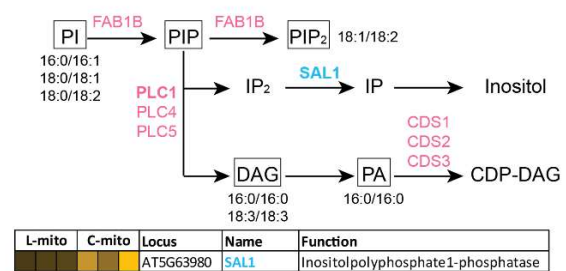 FAB1B FAB1B
PI PIP PIP₂ 18:1/18:2
16:0/16:1
18:0/18:1
18:0/18:2
SAL1
PLC1 IP₂ IP Inositol
PLC4
PLC5
CDS1
CDS2
CDS3
DAG PA CDP-DAG
16:0/16:0 16:0/16:0
18:3/18:3
L-mito C-mito Locus Name Function
AT5G63980 SAL1 Inositolpolyphosphate1-phosphatase